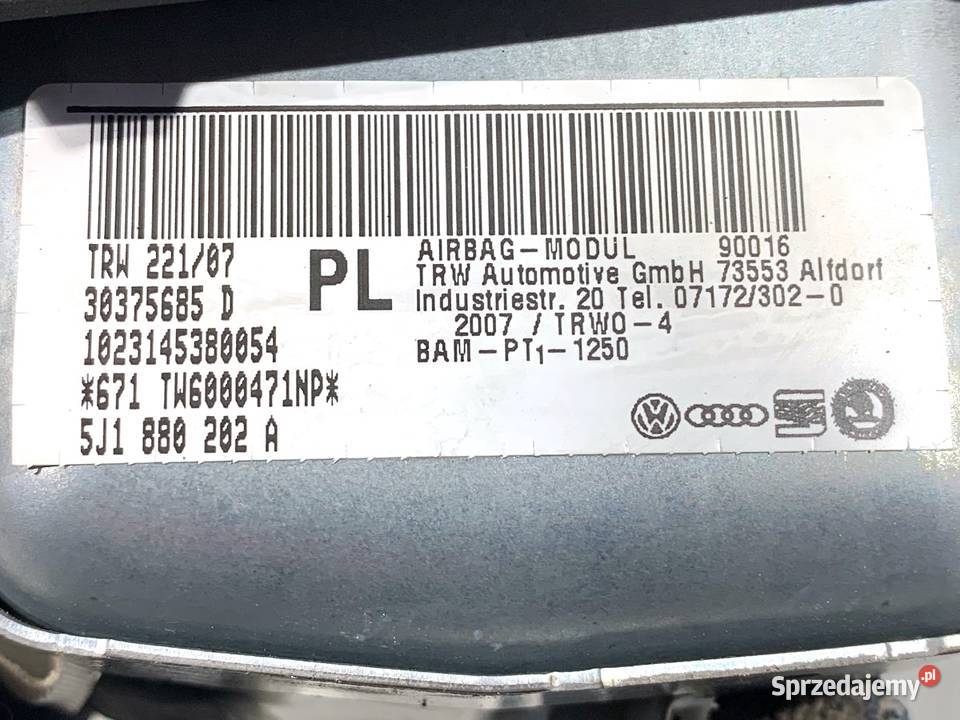 TRW 221/07
30375685 D
1023145380054
*671 TW6000471NP*
5J1 880 202 A
PL
AIRBAG-MODUL 90016
TRW Automotive GmbH 73553 Alfdorf
Industriestr. 20 Tel. 07172/302-0
2007 / TRWO-4
BAM-PT1-1250
Sprzedajemy.pl